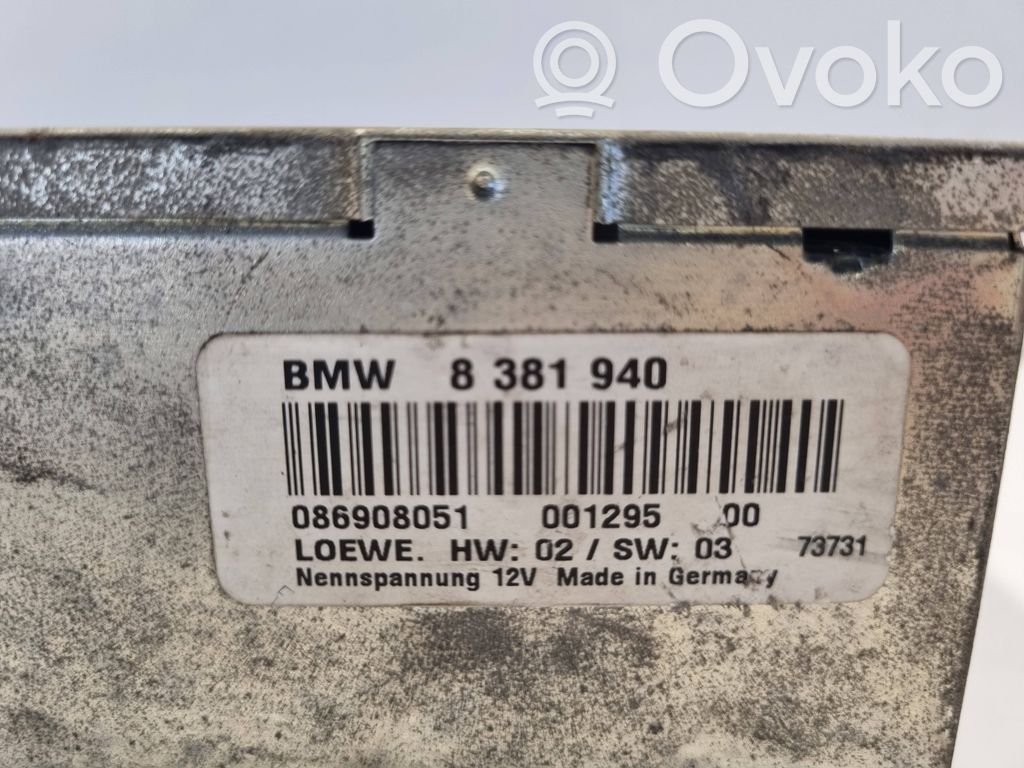 Ovoko
BMW 8 381 940
086908051 001295 00
LOEWE. HW: 02 / SW: 03 73731
Nennspannung 12V Made in Germany